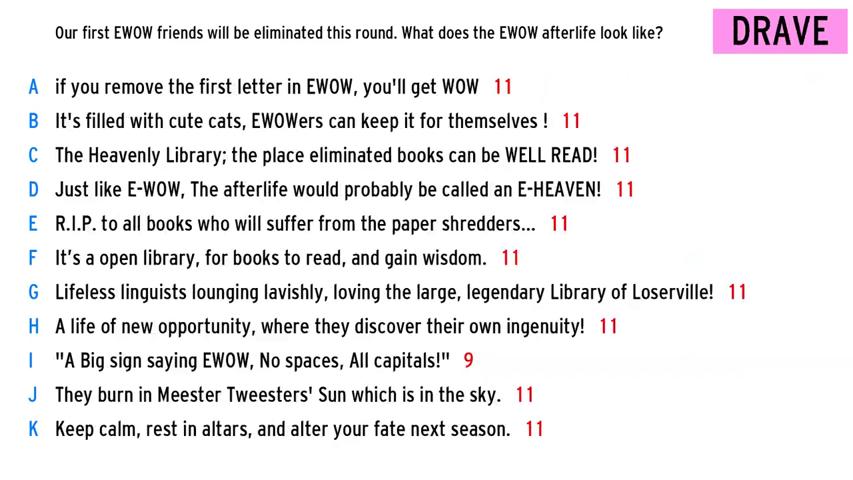 Our first EWOW friends will be eliminated this round. What does the EWOW afterlife look like?
DRAVE
A if you remove the first letter in EWOW, you'll get WOW 11
B It's filled with cute cats, EWOWers can keep it for themselves ! 11
C The Heavenly Library; the place eliminated books can be WELL READ! 11
D Just like E-WOW, The afterlife would probably be called an E-HEAVEN! 11
E R.I.P. to all books who will suffer from the paper shredders... 11
F It's a open library, for books to read, and gain wisdom. 11
G Lifeless linguists lounging lavishly, loving the large, legendary Library of Loserville! 11
H A life of new opportunity, where they discover their own ingenuity! 11
I "A Big sign saying EWOW, No spaces, All capitals!" 9
J They burn in Meester Tweesters' Sun which is in the sky. 11
K Keep calm, rest in altars, and alter your fate next season. 11